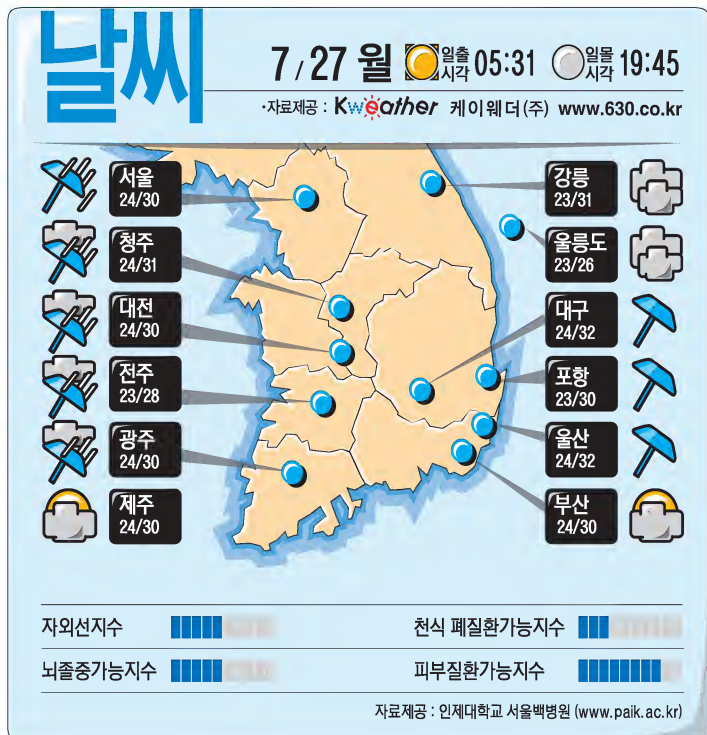 날씨
7/27 월 일출시각 05:31 일몰시각 19:45
·자료제공 : Kweather 케이웨더(주) www.630.co.kr
서울
24/30
청주
24/31
대전
24/30
전주
23/28
광주
24/30
제주
24/30
강릉
23/31
울릉도
23/26
대구
24/32
포항
23/30
울산
24/32
부산
24/30
자외선지수
천식 폐질환가능지수
뇌졸중가능지수
피부질환가능지수
자료제공 : 인제대학교 서울백병원 (www.paik.ac.kr)